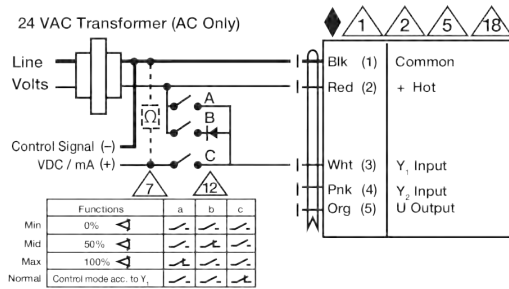 24 VAC Transformer (AC Only)
1 2 5 18
Line
Volts
Blk (1) Common
Red (2) + Hot
A
B
C
Ω
Control Signal (–)
VDC / mA (+)
Wht (3) Y1 Input
Pnk (4) Y2 Input
Org (5) U Output
7 12
Functions a b c
Min 0%
Mid 50%
Max 100%
Normal Control mode acc. to Y1